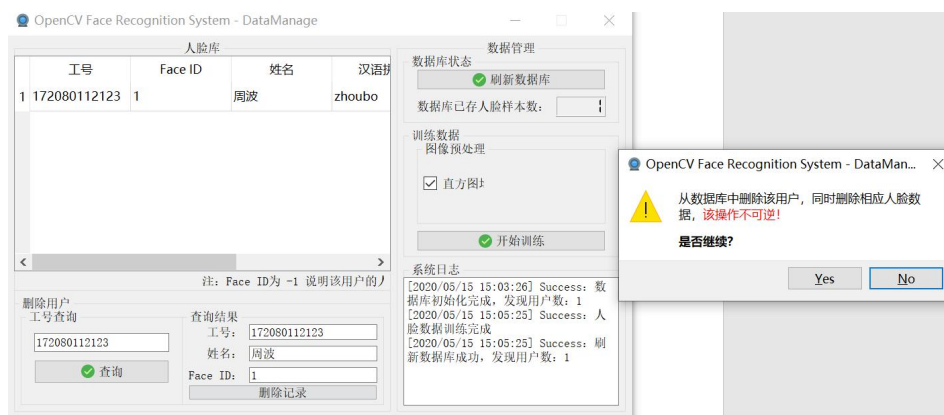 OpenCV Face Recognition System - DataManage
人脸库
工号 Face ID 姓名 汉语拼
1 172080112123 1 周波 zhoubo
注: Face ID为 -1 说明该用户的人
删除用户
工号查询
172080112123
查询
查询结果
工号: 172080112123
姓名: 周波
Face ID: 1
删除记录
数据管理
数据库状态
刷新数据库
数据库已存人脸样本数: 1
训练数据
图像预处理
直方图
开始训练
系统日志
[2020/05/15 15:03:26] Success: 数
据库初始化完成，发现用户数: 1
[2020/05/15 15:05:25] Success: 人
脸数据训练完成
[2020/05/15 15:05:25] Success: 刷
新数据库成功，发现用户数: 1
OpenCV Face Recognition System - DataMan...
从数据库中删除该用户，同时删除相应人脸数
据，该操作不可逆!
是否继续?
Yes No